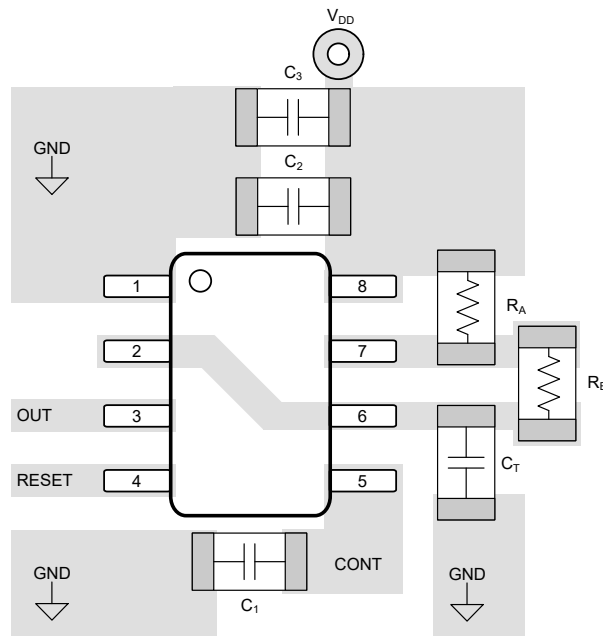 VDD
C3
GND
C2
1
8
RA
2
7
RB
OUT
3
6
CT
RESET
4
5
GND
CONT
GND
C1